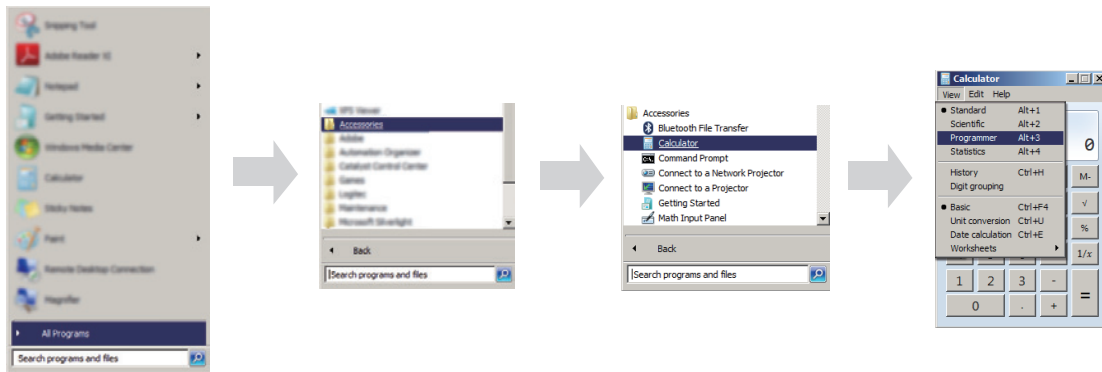 Snipping Tool
Adobe Reader XI
Notepad
Getting Started
Windows Media Center
Calculator
Sticky Notes
Paint
Remote Desktop Connection
Magnifier
All Programs
Search programs and files
XPS Viewer
Accessories
Adobe
Automation Organizer
Catalyst Control Center
Games
Logitec
Maintenance
Microsoft Silverlight
Back
Search programs and files
Accessories
Bluetooth File Transfer
Calculator
Command Prompt
Connect to a Network Projector
Connect to a Projector
Getting Started
Math Input Panel
Back
Search programs and files
Calculator
View Edit Help
Standard Alt+1
Scientific Alt+2
Programmer Alt+3
Statistics Alt+4
0
History Ctrl+H
M-
Digit grouping
√
Basic Ctrl+F4
Unit conversion Ctrl+U
%
Date calculation Ctrl+E
Worksheets
1/x
1 2 3 - =
0 . +